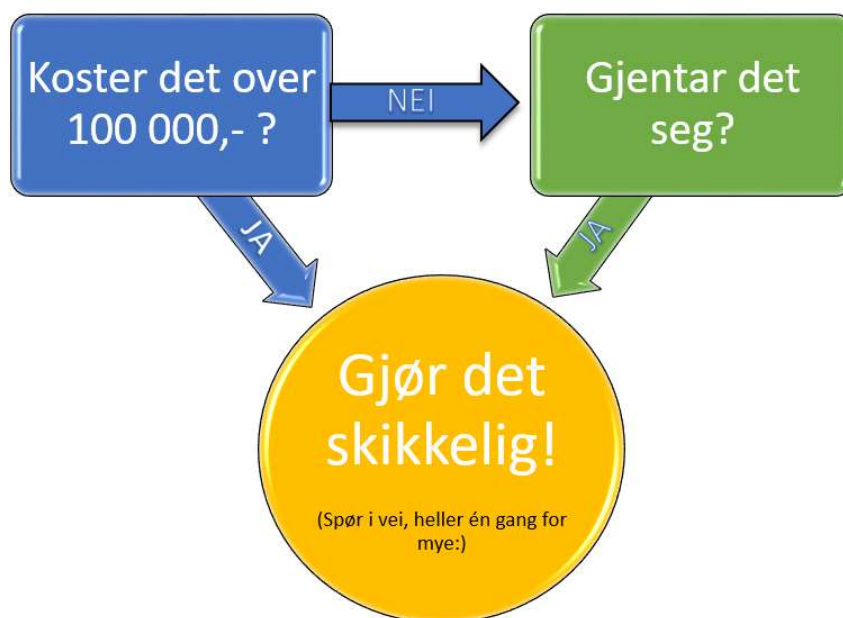 Koster det over
100 000,- ?
NEI
Gjentar det
seg?
JA
JA
Gjør det
skikkelig!
(Spør i vei, heller én gang for
mye:)